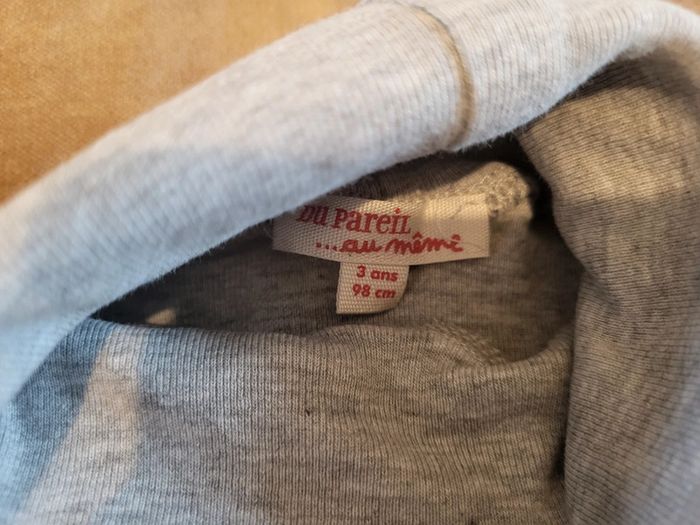 Du Pareil
...au même
3 ans
98 cm